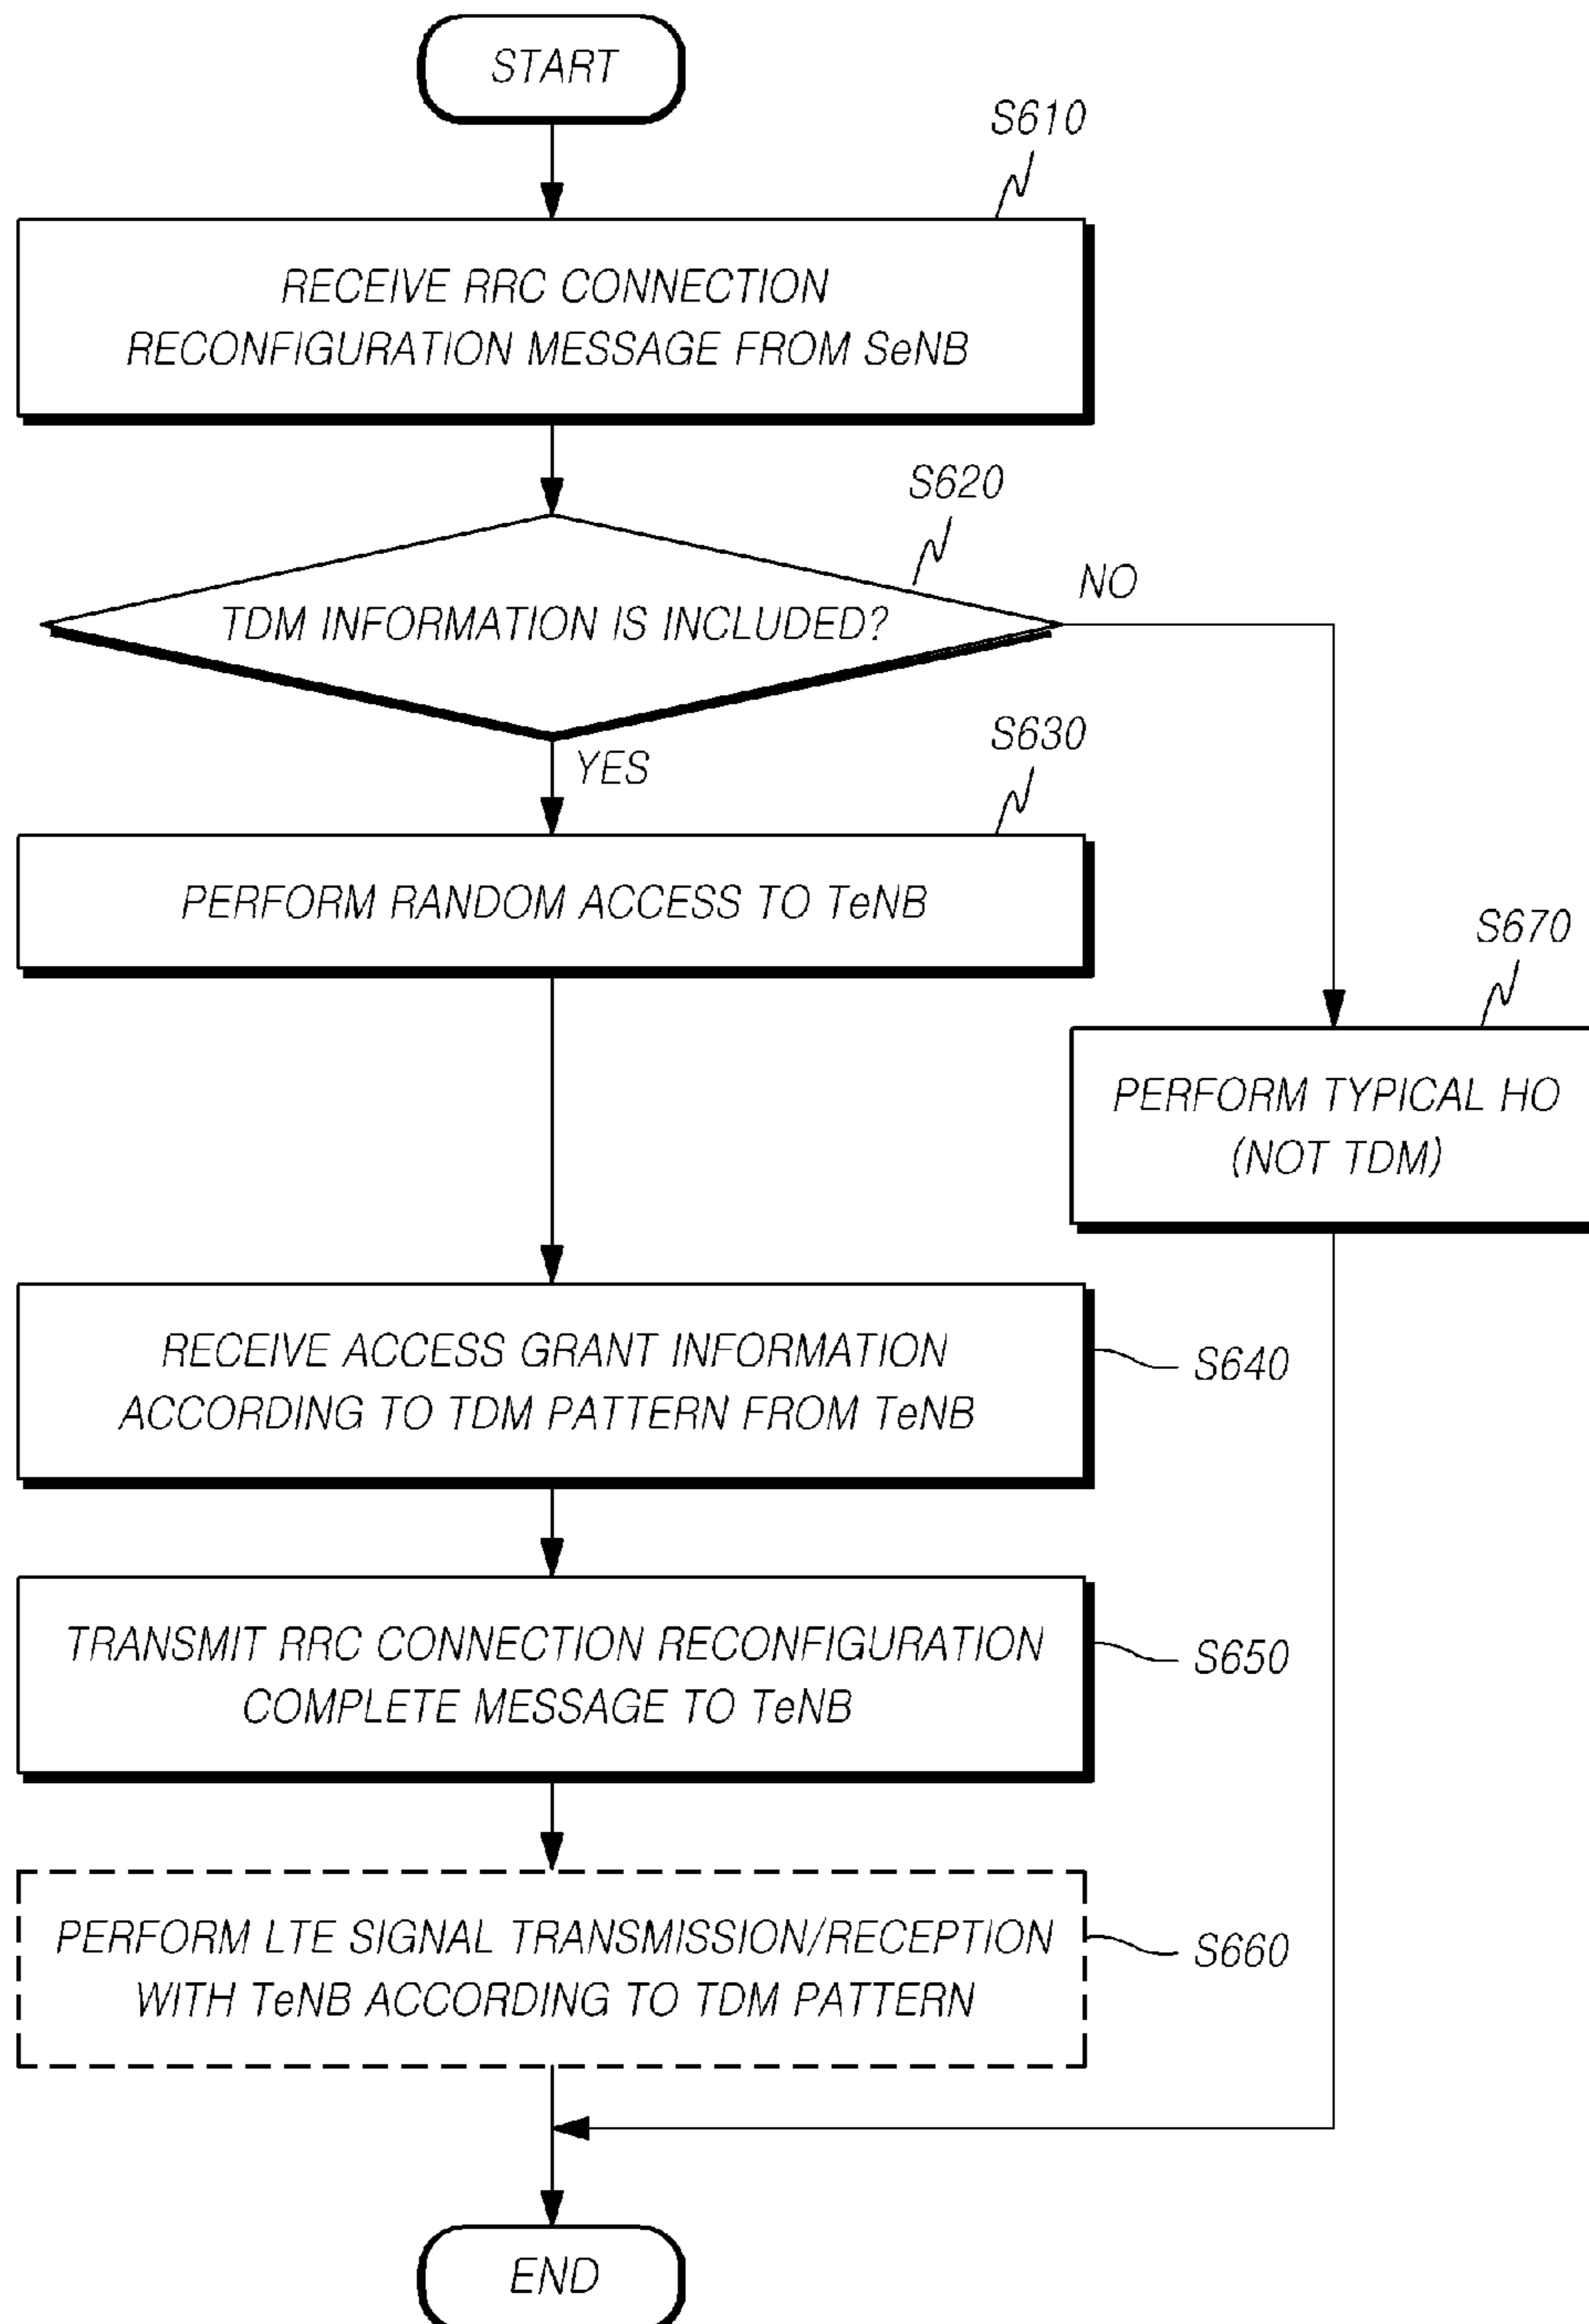 START
S610
RECEIVE RRC CONNECTION
RECONFIGURATION MESSAGE FROM SeNB
S620
TDM INFORMATION IS INCLUDED?
NO
YES
S630
PERFORM RANDOM ACCESS TO TeNB
S670
PERFORM TYPICAL HO
(NOT TDM)
RECEIVE ACCESS GRANT INFORMATION
ACCORDING TO TDM PATTERN FROM TeNB
S640
TRANSMIT RRC CONNECTION RECONFIGURATION
COMPLETE MESSAGE TO TeNB
S650
PERFORM LTE SIGNAL TRANSMISSION/RECEPTION
WITH TeNB ACCORDING TO TDM PATTERN
S660
END